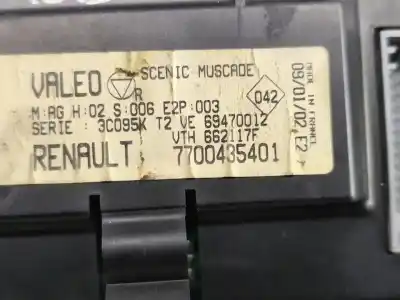 VALEO R SCENIC MUSCADE
M:AG H:02 S:006 E2P:003
042
SERIE : 3C095K T2 VE 69470012
VTH 662117F
RENAULT 7700435401
MADE IN FRANCE
09/01/02